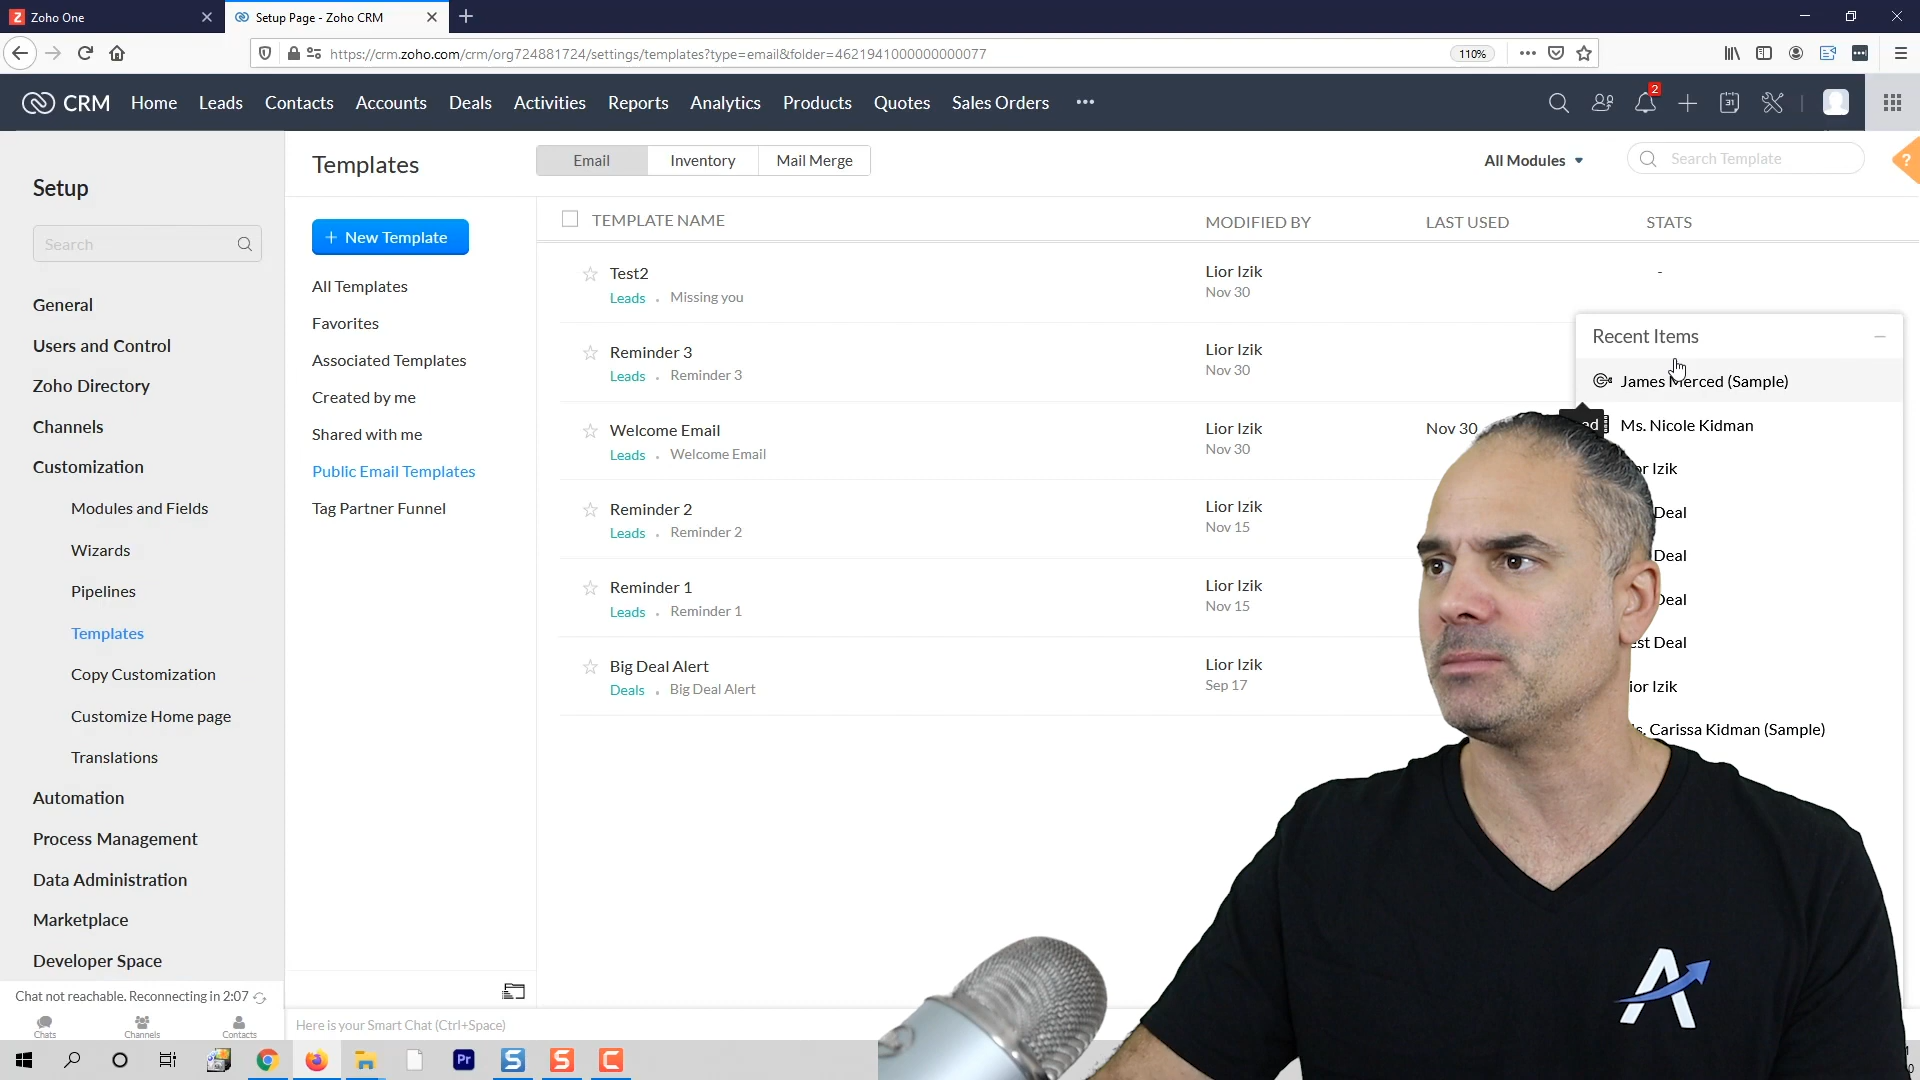 Zoho One
Setup Page - Zoho CRM
https://crm.zoho.com/crm/org724881724/settings/templates?type=email&folder=4621941000000000077
110%
CRM Home Leads Contacts Accounts Deals Activities Reports Analytics Products Quotes Sales Orders
2
31
Setup
Search
General
Users and Control
Zoho Directory
Channels
Customization
Modules and Fields
Wizards
Pipelines
Templates
Copy Customization
Customize Home page
Translations
Automation
Process Management
Data Administration
Marketplace
Developer Space
Chat not reachable. Reconnecting in 2:07
Chats Channels Contacts
Templates
Email Inventory Mail Merge
All Modules
Search Template
?
+ New Template
All Templates
Favorites
Associated Templates
Created by me
Shared with me
Public Email Templates
Tag Partner Funnel
TEMPLATE NAME MODIFIED BY LAST USED STATS
Test2 Lior Izik -
Leads . Missing you Nov 30
Reminder 3 Lior Izik
Leads . Reminder 3 Nov 30
Welcome Email Lior Izik Nov 30
Leads . Welcome Email Nov 30
Reminder 2 Lior Izik
Leads . Reminder 2 Nov 15
Reminder 1 Lior Izik
Leads . Reminder 1 Nov 15
Big Deal Alert Lior Izik
Deals . Big Deal Alert Sep 17
Recent Items
James Merced (Sample)
Ms. Nicole Kidman
Izik
Deal
Deal
Deal
Deal
Izik
Carissa Kidman (Sample)
Here is your Smart Chat (Ctrl+Space)
Pr
S
S
C